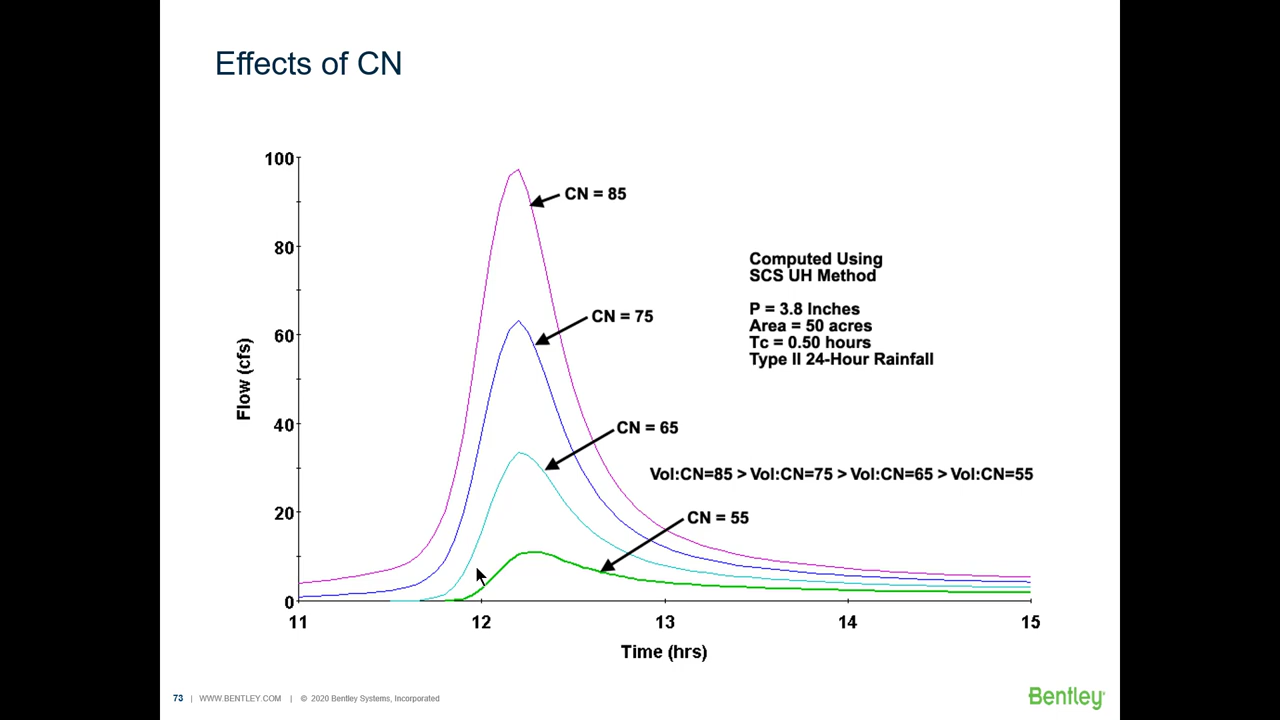 Effects of CN
100
80
60
40
20
0
Flow (cfs)
CN = 85
CN = 75
CN = 65
CN = 55
Computed Using
SCS UH Method
P = 3.8 Inches
Area = 50 acres
Tc = 0.50 hours
Type II 24-Hour Rainfall
Vol:CN=85 > Vol:CN=75 > Vol:CN=65 > Vol:CN=55
11 12 13 14 15
Time (hrs)
73 | WWW.BENTLEY.COM | © 2020 Bentley Systems, Incorporated
Bentley